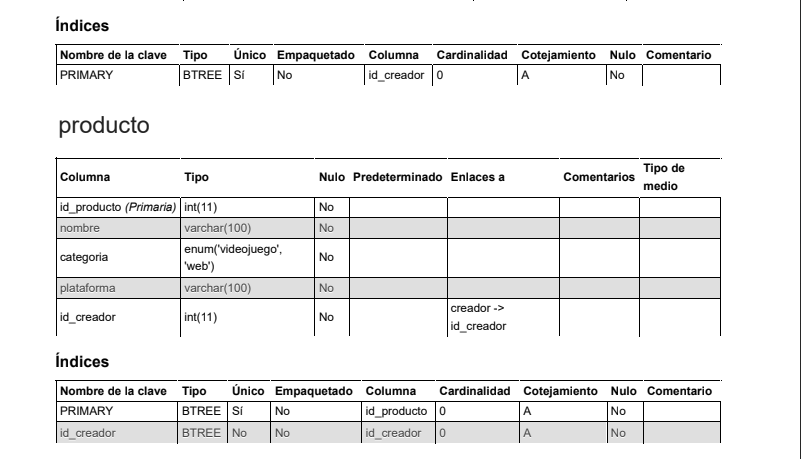 Índices
Nombre de la clave Tipo Único Empaquetado Columna Cardinalidad Cotejamiento Nulo Comentario
PRIMARY BTREE Sí No id_creador 0 A No
producto
Columna Tipo Nulo Predeterminado Enlaces a Comentarios Tipo de
medio
id_producto (Primaria) int(11) No
nombre varchar(100) No
categoria enum('videojuego',
'web') No
plataforma varchar(100) No
id_creador int(11) No creador ->
id_creador
Índices
Nombre de la clave Tipo Único Empaquetado Columna Cardinalidad Cotejamiento Nulo Comentario
PRIMARY BTREE Sí No id_producto 0 A No
id_creador BTREE No No id_creador 0 A No